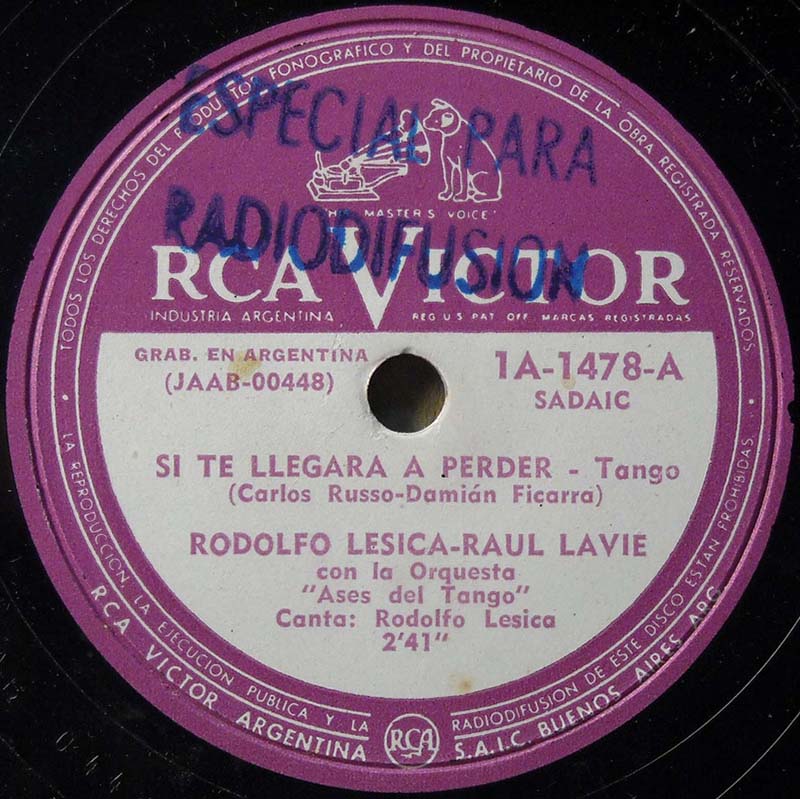 TODOS LOS DERECHOS DEL PRODUCTOR FONOGRAFICO Y DEL PROPIETARIO DE LA OBRA REGISTRADA RESERVADOS
ESPECIAL PARA
RADIODIFUSION
"HIS MASTER'S VOICE"
RCA VICTOR
INDUSTRIA ARGENTINA
REG U S PAT OFF MARCAS REGISTRADAS
GRAB. EN ARGENTINA
(JAAB-00448)
1A-1478-A
SADAIC
SI TE LLEGARA A PERDER - Tango
(Carlos Russo-Damián Ficarra)
RODOLFO LESICA-RAUL LAVIE
con la Orquesta
"Ases del Tango"
Canta: Rodolfo Lesica
2'41"
LA REPRODUCCION, LA EJECUCION PUBLICA Y LA RADIODIFUSION DE ESTE DISCO ESTAN PROHIBIDAS
RCA VICTOR ARGENTINA RCA S.A.I.C. BUENOS AIRES ARG.